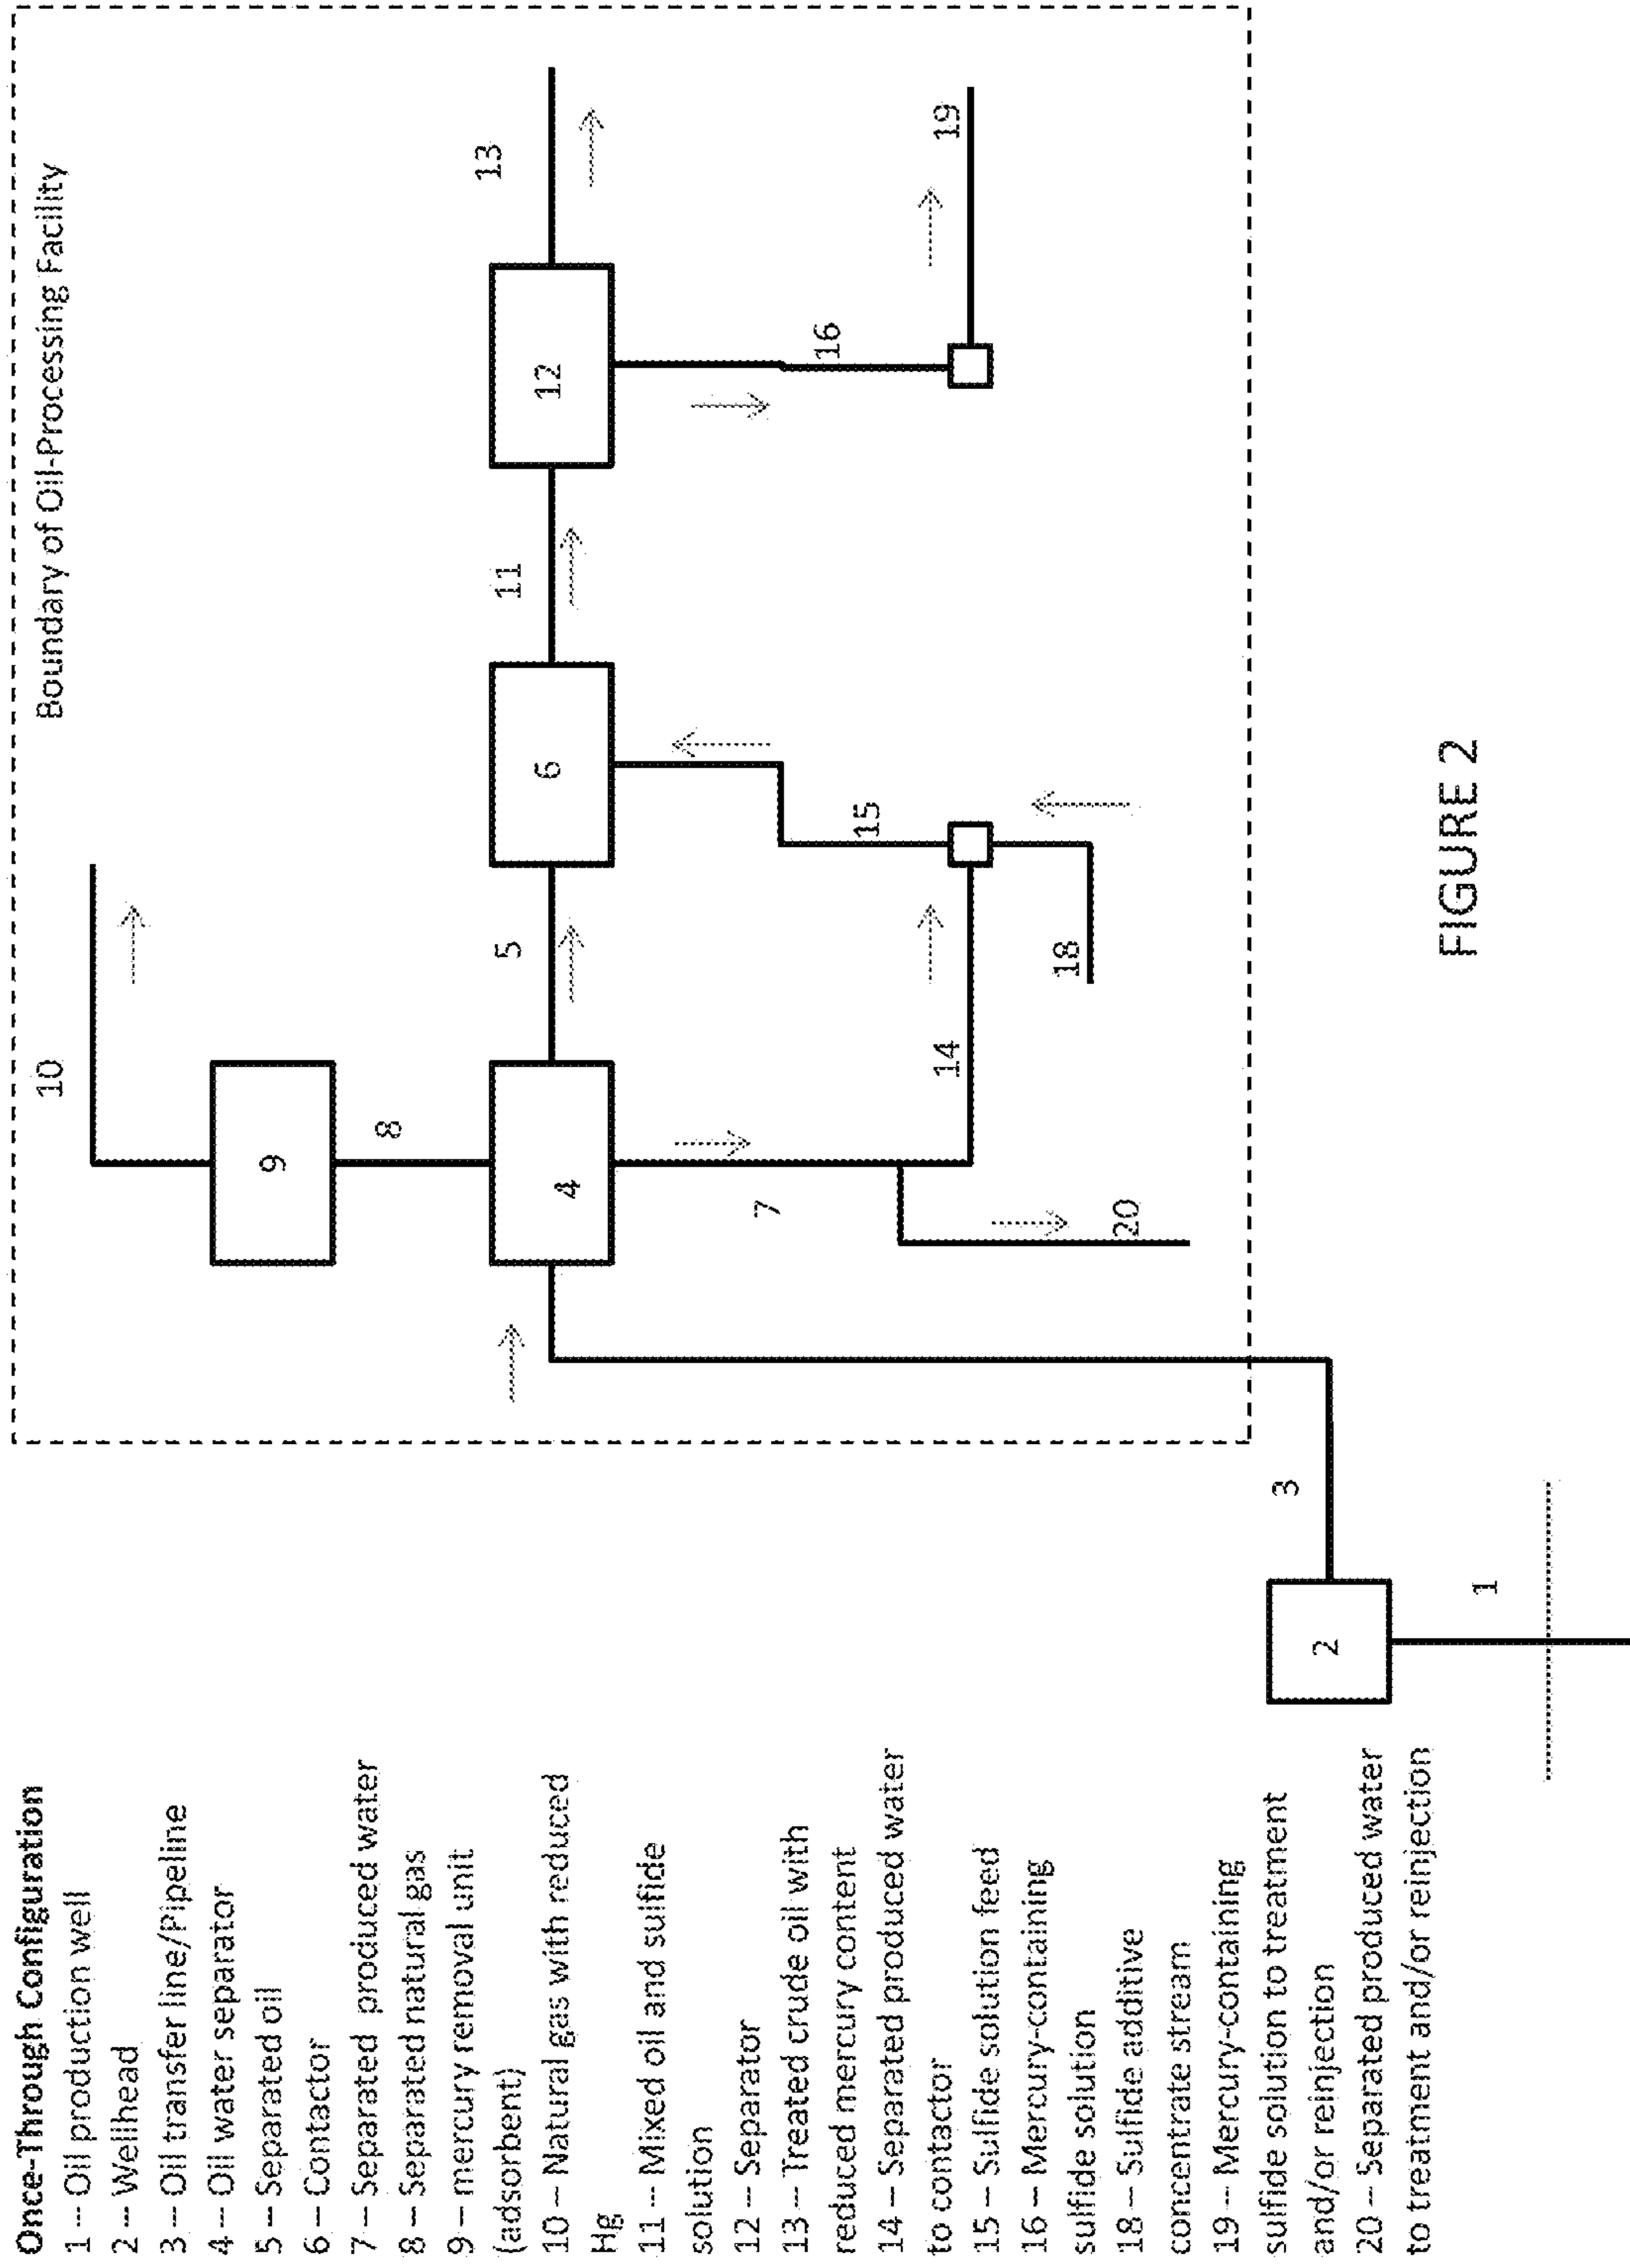 Once-Through Configuration
1 -- Oil production well
2 -- Wellhead
3 -- Oil transfer line/Pipeline
4 -- Oil water separator
5 – Separated oil
6 – Contactor
7 – Separated produced water
8 – Separated natural gas
9 – mercury removal unit
(adsorbent)
10 – Natural gas with reduced
Hg
11 -- Mixed oil and sulfide
solution
12 -- Separator
13 – Treated crude oil with
reduced mercury content
14 – Separated produced water
to contactor
15 – Sulfide solution feed
16 – Mercury-containing
sulfide solution
18 – Sulfide additive
concentrate stream
19 – Mercury-containing
sulfide solution to treatment
and/or reinjection
20 – Separated produced water
to treatment and/or reinjection
Boundary of Oil-Processing Facility
10
9
8
13
5
11
4
6
12
7
16
15
14
19
18
20
3
2
1
FIGURE 2